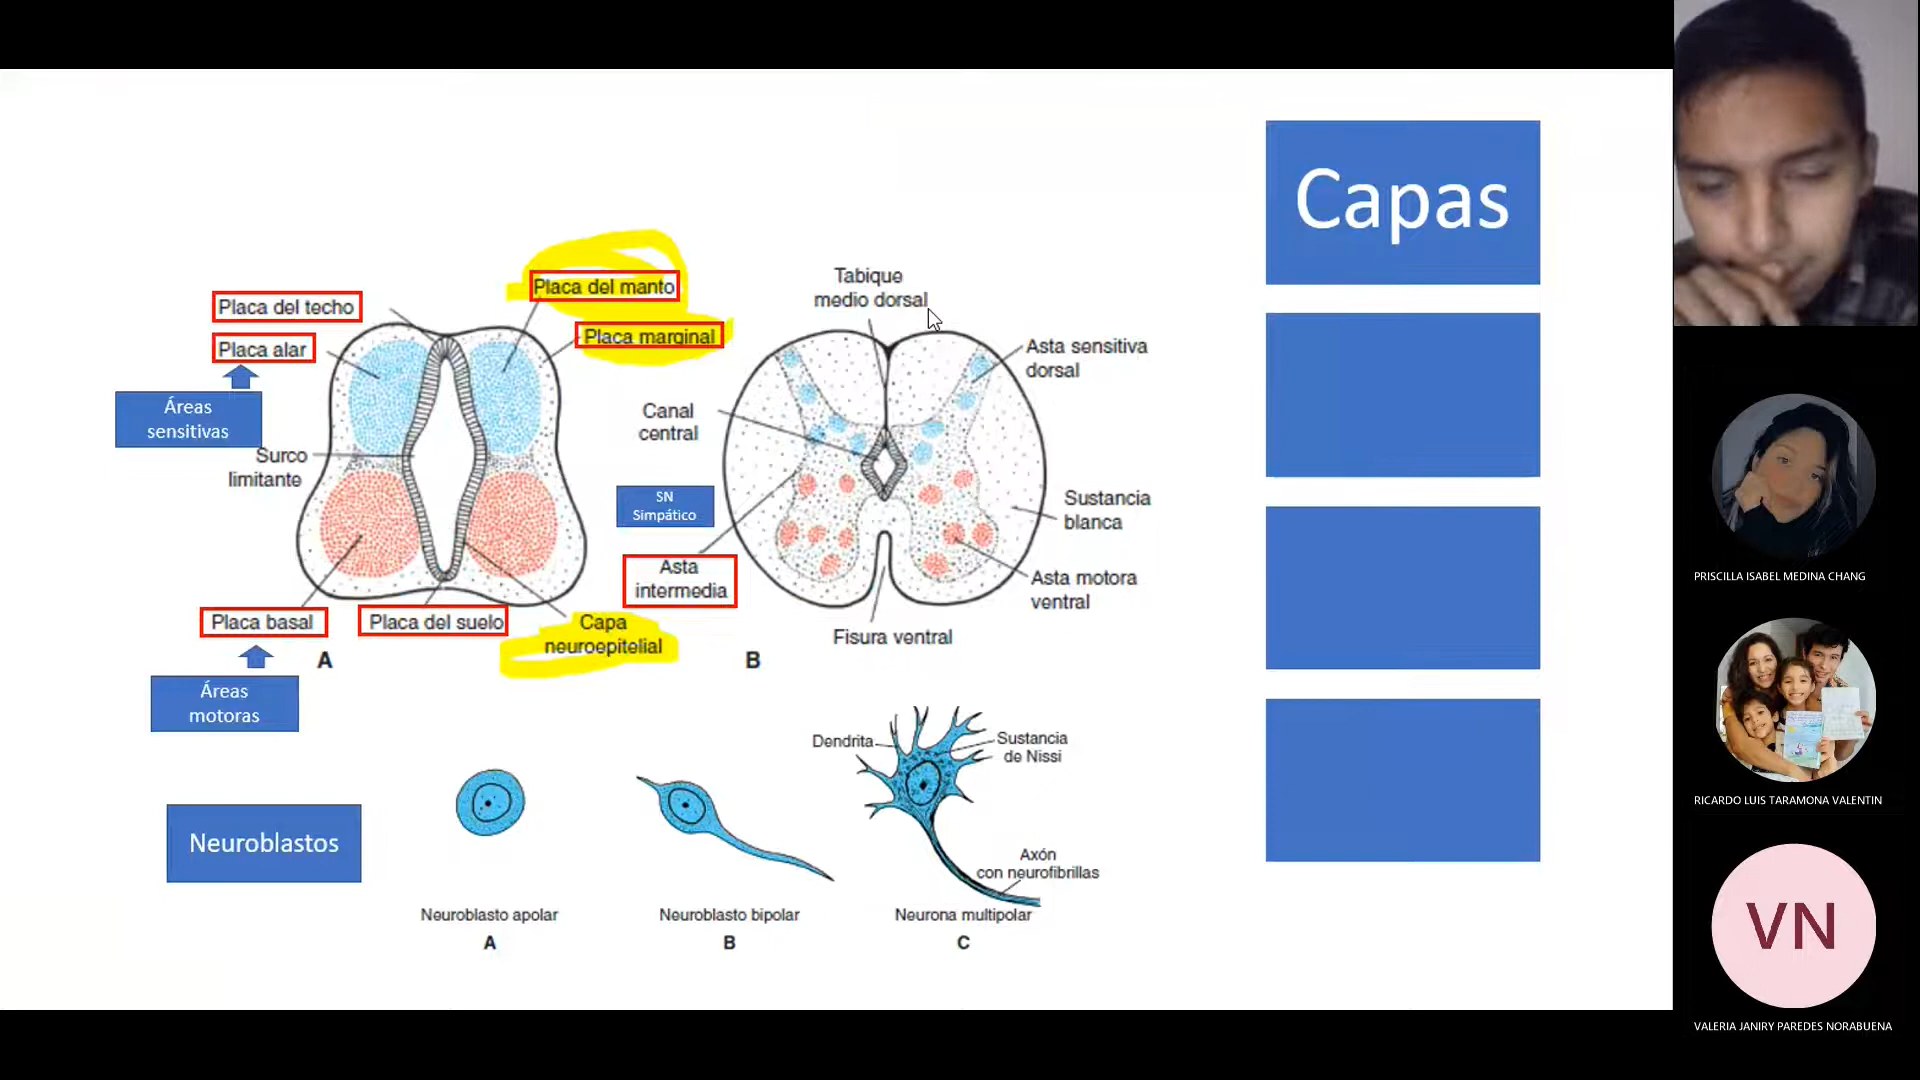 Capas
Placa del manto
Placa del techo
Placa marginal
Placa alar
Áreas
sensitivas
Surco
limitante
Placa basal
Placa del suelo
Capa
neuroepitelial
A
Áreas
motoras
Tabique
medio dorsal
Asta sensitiva
dorsal
Canal
central
SN
Simpático
Sustancia
blanca
Asta
intermedia
Asta motora
ventral
Fisura ventral
B
Neuroblastos
Dendrita
Sustancia
de Nissi
Axón
con neurofibrillas
Neuroblasto apolar
Neuroblasto bipolar
Neurona multipolar
A
B
C
PRISCILLA ISABEL MEDINA CHANG
RICARDO LUIS TARAMONA VALENTIN
VN
VALERIA JANIRY PAREDES NORABUENA